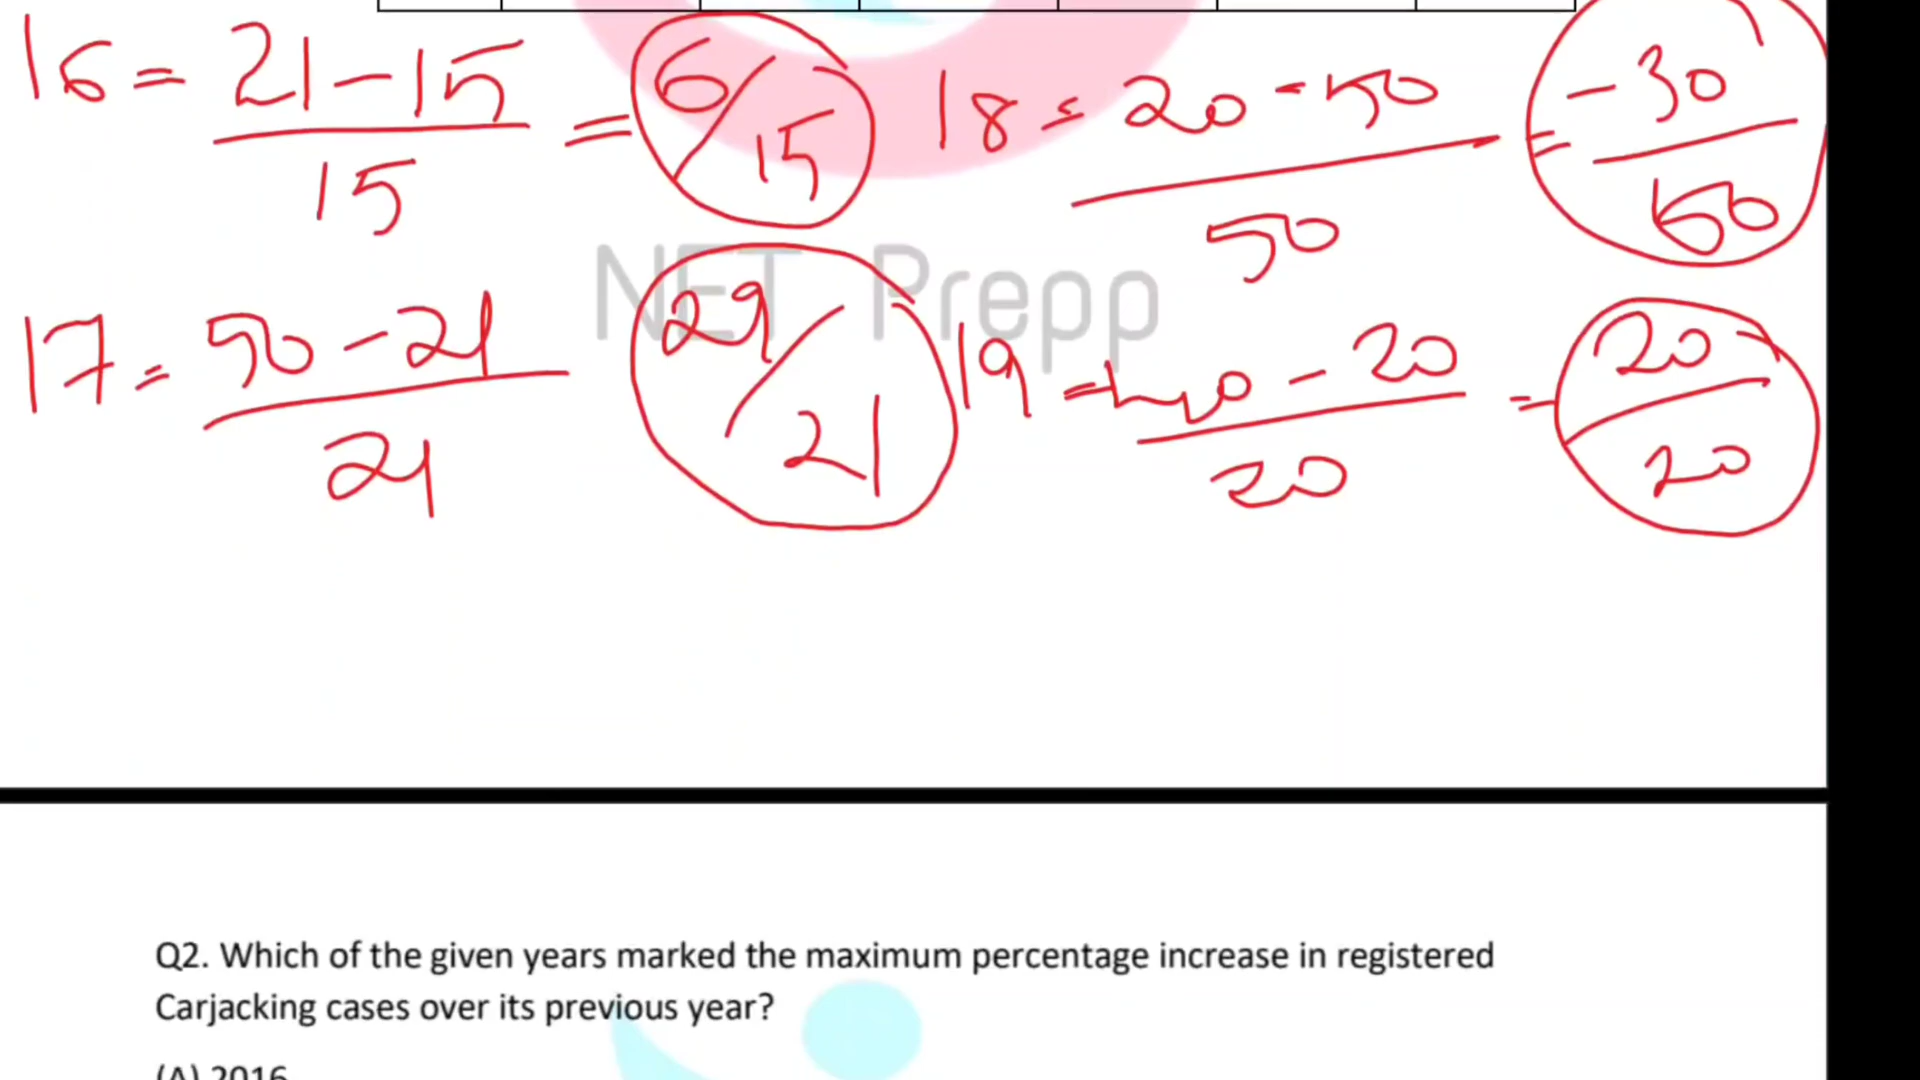 16 = 21 - 15 / 15 = 6/15
18 = 20 - 50 / 50 = -30 / 50
NET Prepp
17 = 50 - 21 / 21 29/21
19 = 40 - 20 / 20 = 20 / 20
Q2. Which of the given years marked the maximum percentage increase in registered
Carjacking cases over its previous year?
(A) 2016